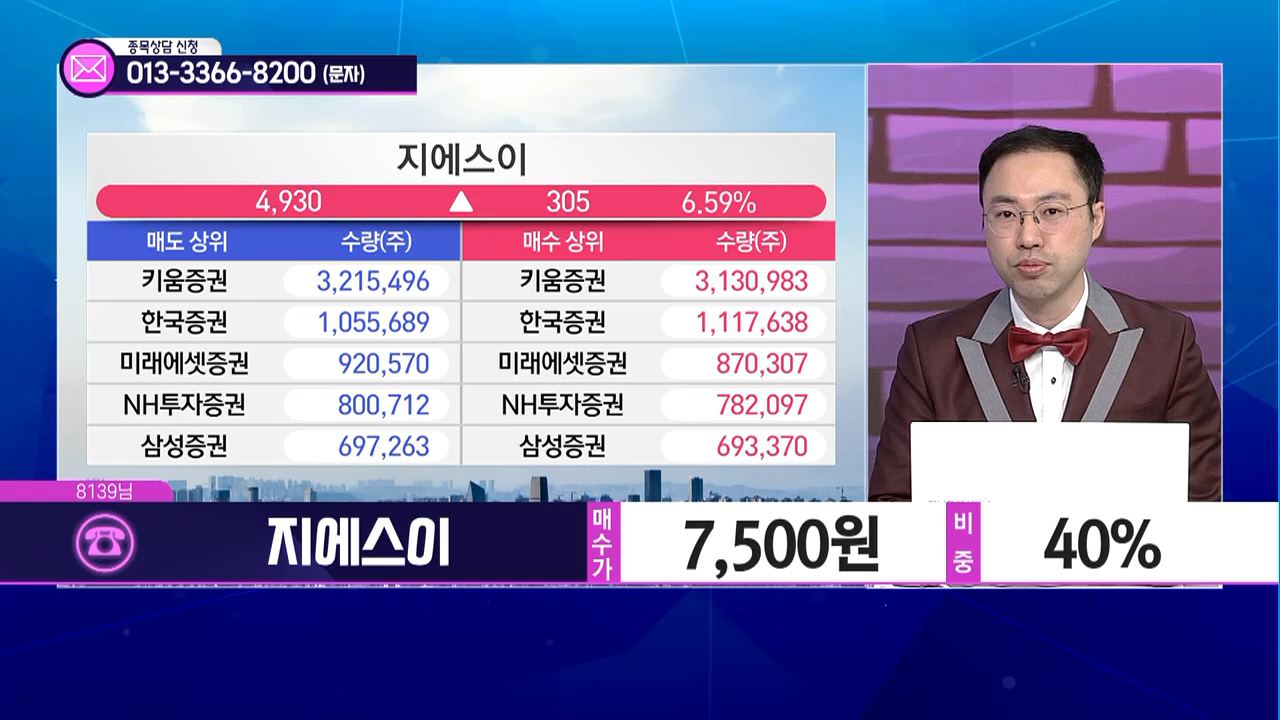 종목상담 신청
013-3366-8200 (문자)
지에스이
4,930 ▲ 305 6.59%
매도 상위 수량(주) 매수 상위 수량(주)
키움증권 3,215,496 키움증권 3,130,983
한국증권 1,055,689 한국증권 1,117,638
미래에셋증권 920,570 미래에셋증권 870,307
NH투자증권 800,712 NH투자증권 782,097
삼성증권 697,263 삼성증권 693,370
8139님
지에스이 매수가 7,500원 비중 40%